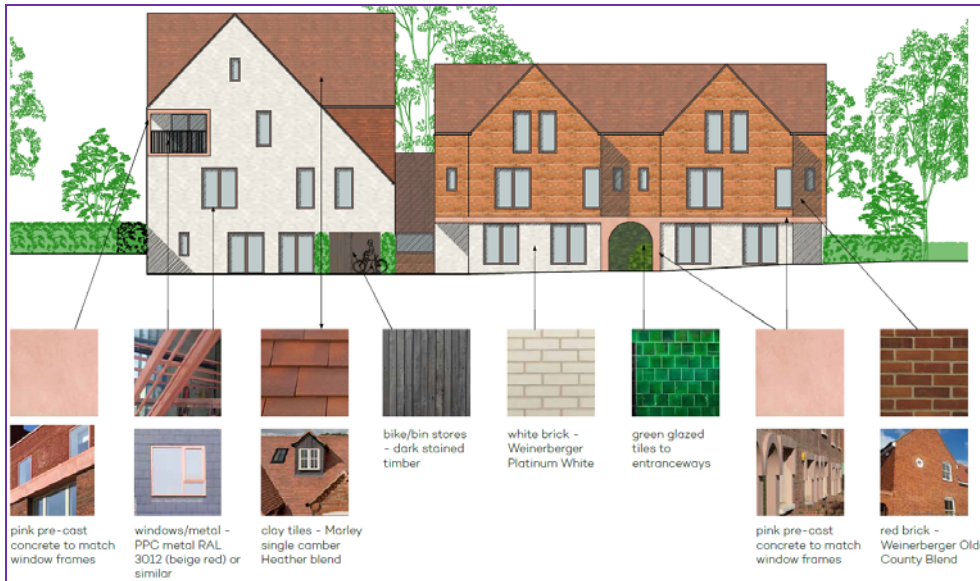 pink pre-cast
concrete to match
window frames
windows/metal -
PPC metal RAL
3012 (beige red) or
similar
clay tiles - Marley
single camber
Heather blend
bike/bin stores
- dark stained
timber
white brick -
Weinerberger
Platinum White
green glazed
tiles to
entranceways
pink pre-cast
concrete to match
window frames
red brick -
Weinerberger Old
County Blend